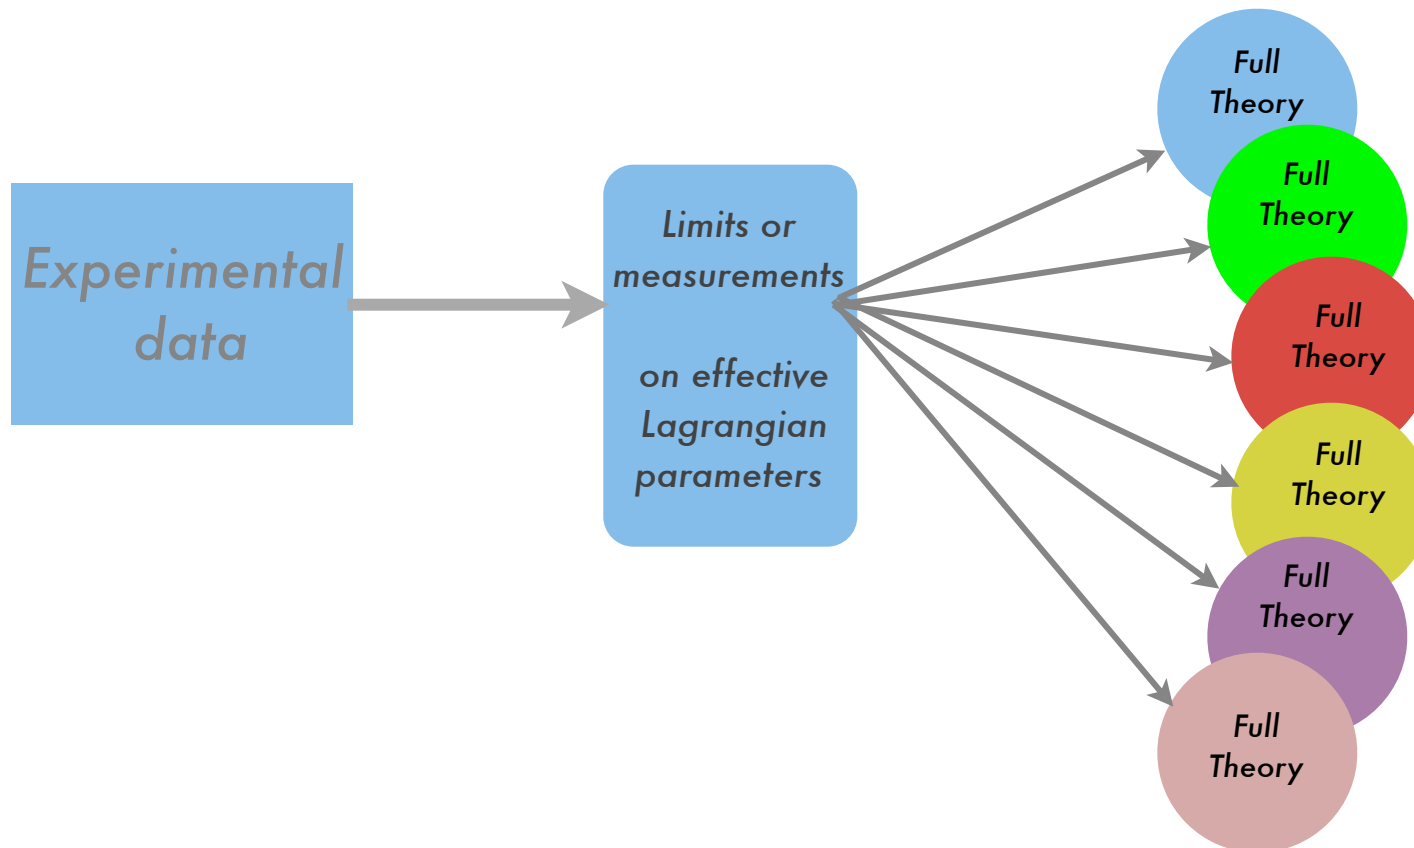 Experimental
data
Limits or
measurements
on effective
Lagrangian
parameters
Full
Theory
Full
Theory
Full
Theory
Full
Theory
Full
Theory
Full
Theory